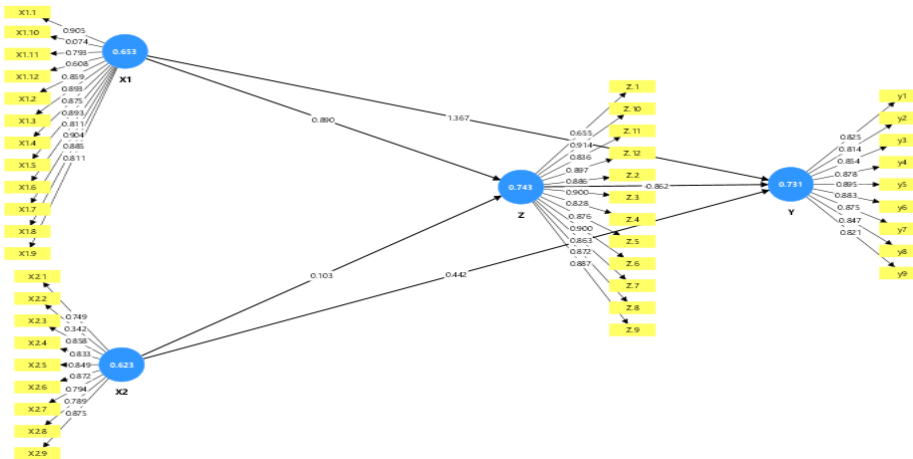 X1.1
X1.10
X1.11
X1.12
X1.2
X1.3
X1.4
X1.5
X1.6
X1.7
X1.8
X1.9
0.905
0.074
0.793
0.608
0.859
0.893
0.875
0.893
0.811
0.904
0.885
0.811
0.653
X1
X2.1
X2.2
X2.3
X2.4
X2.5
X2.6
X2.7
X2.8
X2.9
0.749
0.342
0.858
0.833
0.849
0.872
0.794
0.789
0.875
0.623
X2
0.890
1.367
0.103
0.442
0.743
Z
0.655
0.914
0.836
0.897
0.886
0.900
0.828
0.876
0.900
0.863
0.872
0.887
Z.1
Z.10
Z.11
Z.12
Z.2
Z.3
Z.4
Z.5
Z.6
Z.7
Z.8
Z.9
-0.862
0.731
Y
0.825
0.814
0.854
0.878
0.895
0.883
0.875
0.847
0.821
y1
y2
y3
y4
y5
y6
y7
y8
y9